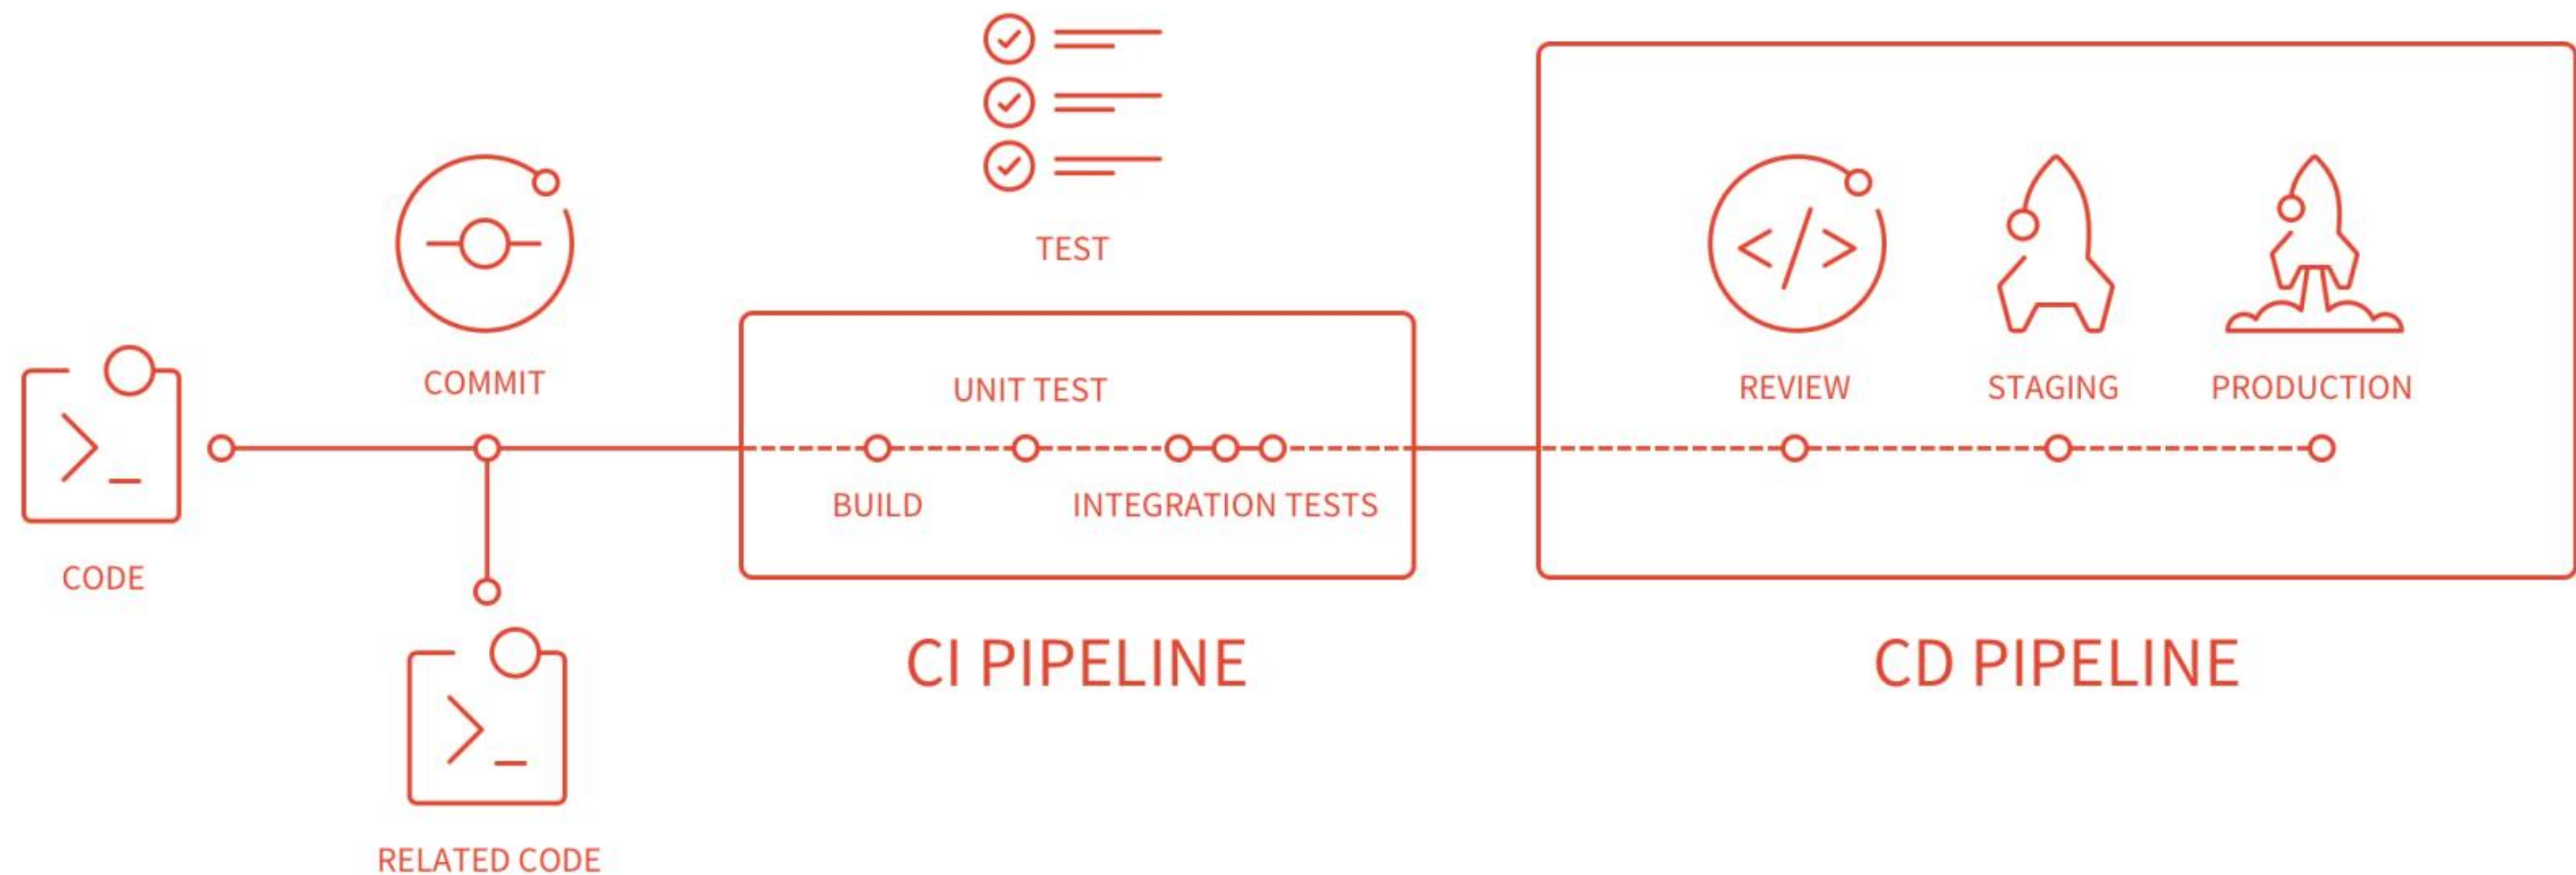 TEST
COMMIT
UNIT TEST
REVIEW
STAGING
PRODUCTION
BUILD
INTEGRATION TESTS
CODE
CI PIPELINE
CD PIPELINE
RELATED CODE